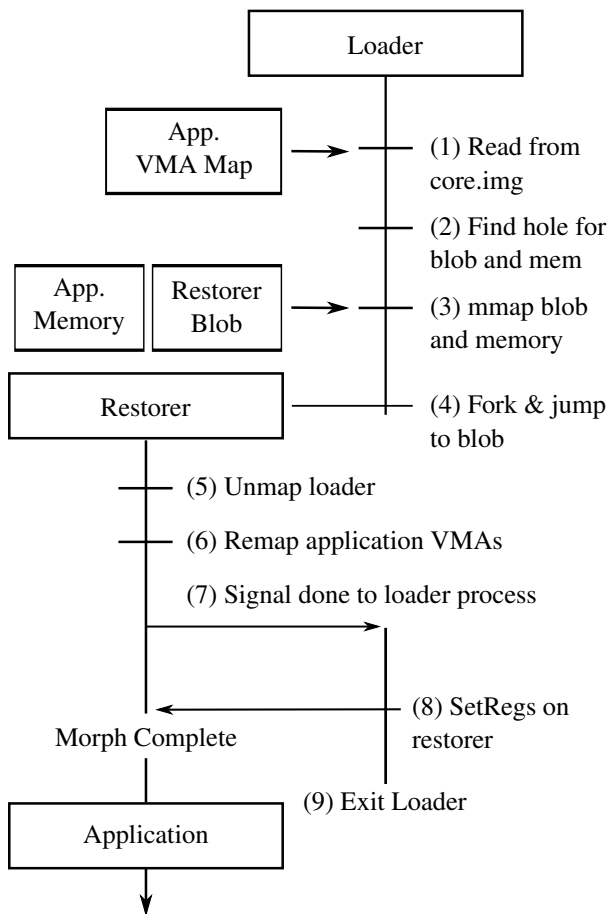 Loader
App.
VMA Map
(1) Read from
core.img
(2) Find hole for
blob and mem
App.
Memory
Restorer
Blob
(3) mmap blob
and memory
Restorer
(4) Fork & jump
to blob
(5) Unmap loader
(6) Remap application VMAs
(7) Signal done to loader process
(8) SetRegs on
restorer
Morph Complete
(9) Exit Loader
Application